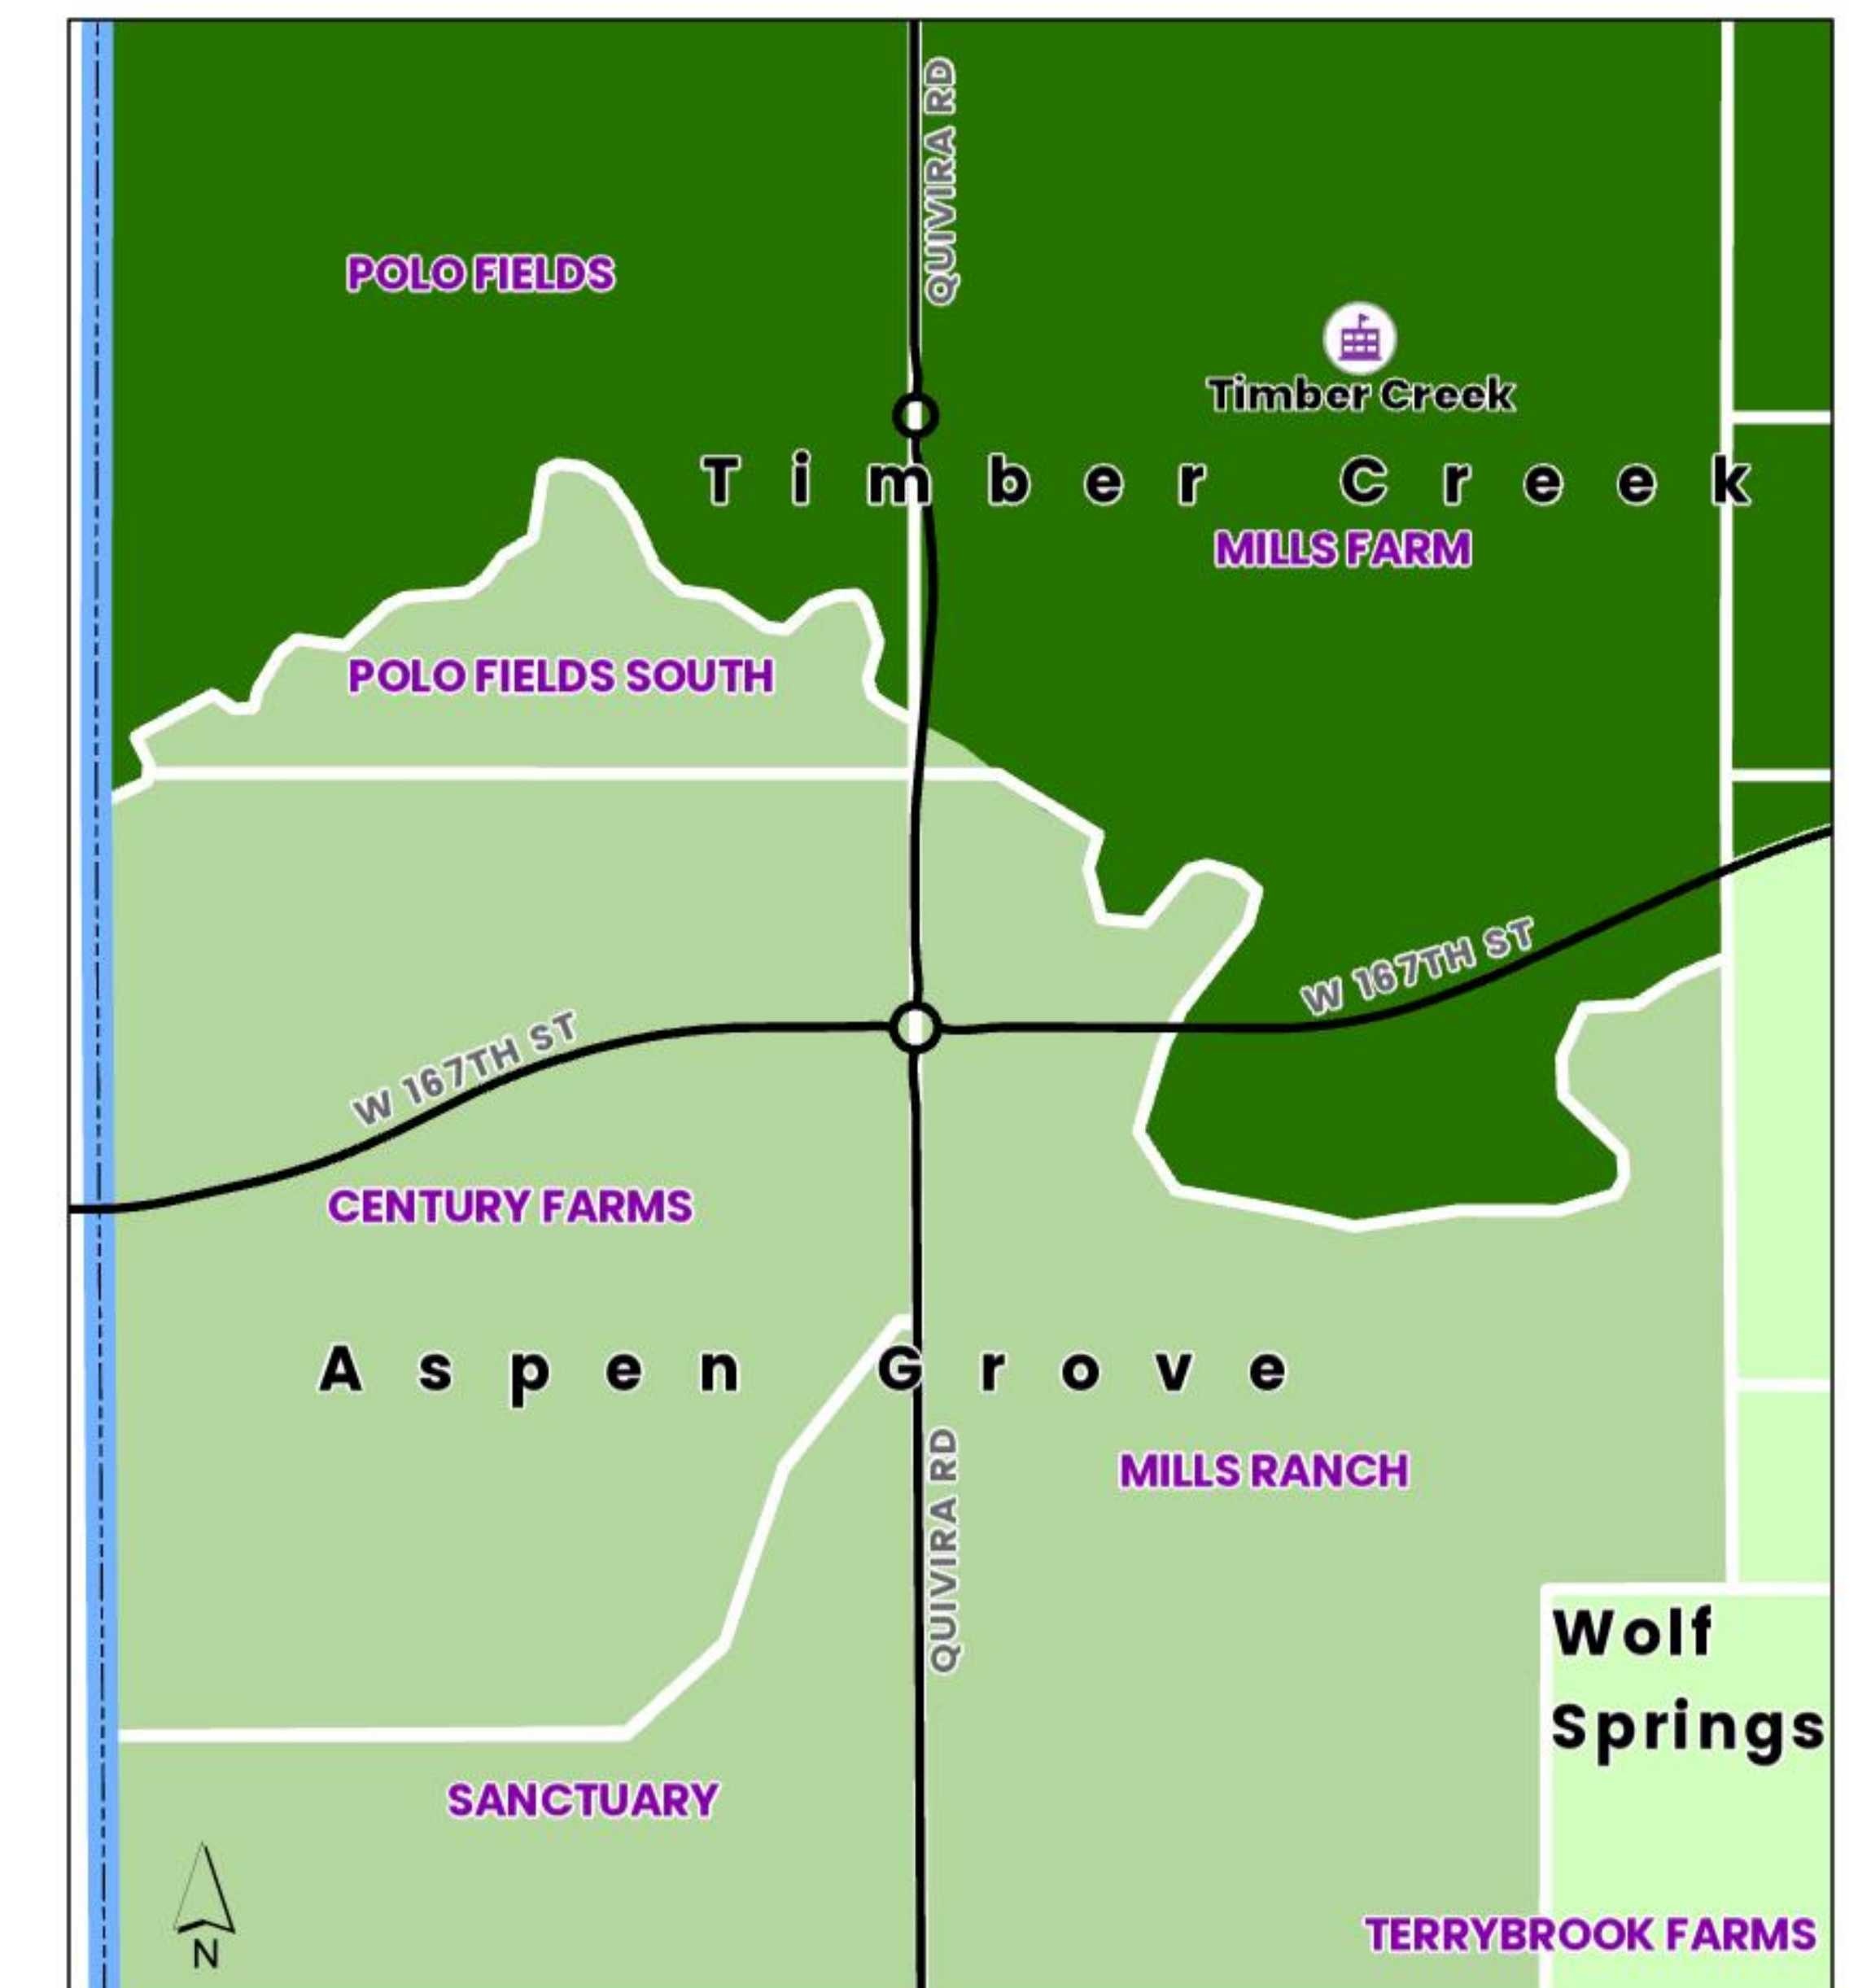 QUIVIRA RD
POLO FIELDS
Timber Creek
Timber Creek
MILLS FARM
POLO FIELDS SOUTH
W 167TH ST
W 167TH ST
CENTURY FARMS
Aspen Grove
QUIVIRA RD
MILLS RANCH
Wolf
Springs
SANCTUARY
TERRYBROOK FARMS
N